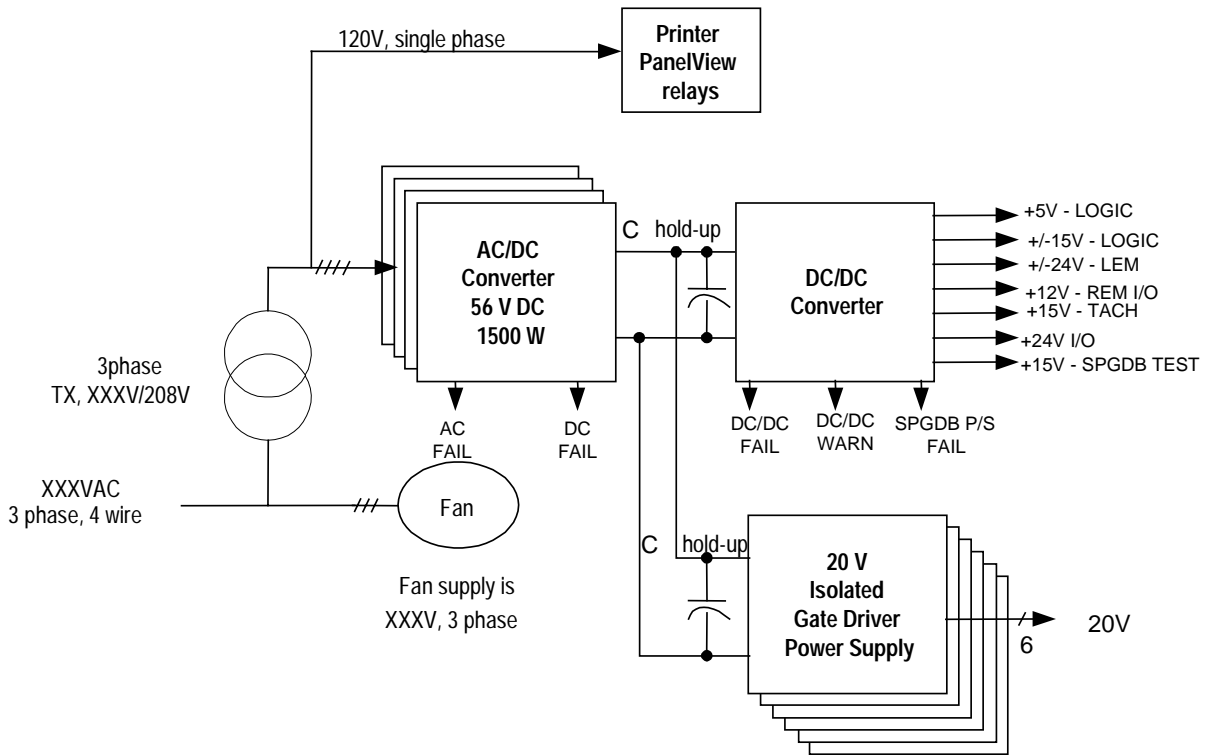 120V, single phase
Printer
PanelView
relays
C hold-up
AC/DC
Converter
56 V DC
1500 W
DC/DC
Converter
+5V - LOGIC
+/-15V - LOGIC
+/-24V - LEM
+12V - REM I/O
+15V - TACH
+24V I/O
+15V - SPGDB TEST
3phase
TX, XXXV/208V
AC
FAIL
DC
FAIL
DC/DC
FAIL
DC/DC
WARN
SPGDB P/S
FAIL
XXXVAC
3 phase, 4 wire
Fan
Fan supply is
XXXV, 3 phase
C hold-up
20 V
Isolated
Gate Driver
Power Supply
6
20V